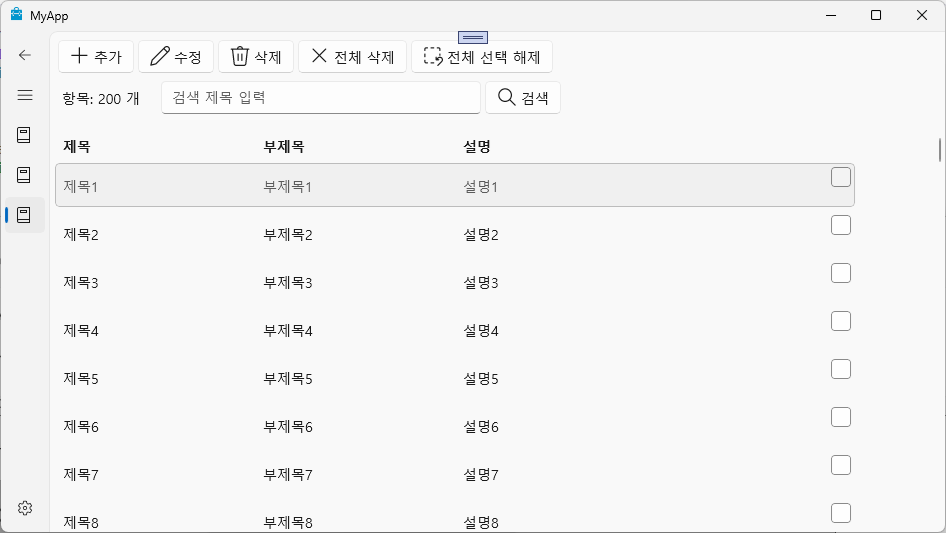 MyApp
추가 수정 삭제 전체 삭제 전체 선택 해제
항목: 200 개 검색 제목 입력 검색
제목 부제목 설명
제목1 부제목1 설명1
제목2 부제목2 설명2
제목3 부제목3 설명3
제목4 부제목4 설명4
제목5 부제목5 설명5
제목6 부제목6 설명6
제목7 부제목7 설명7
제목8 부제목8 설명8